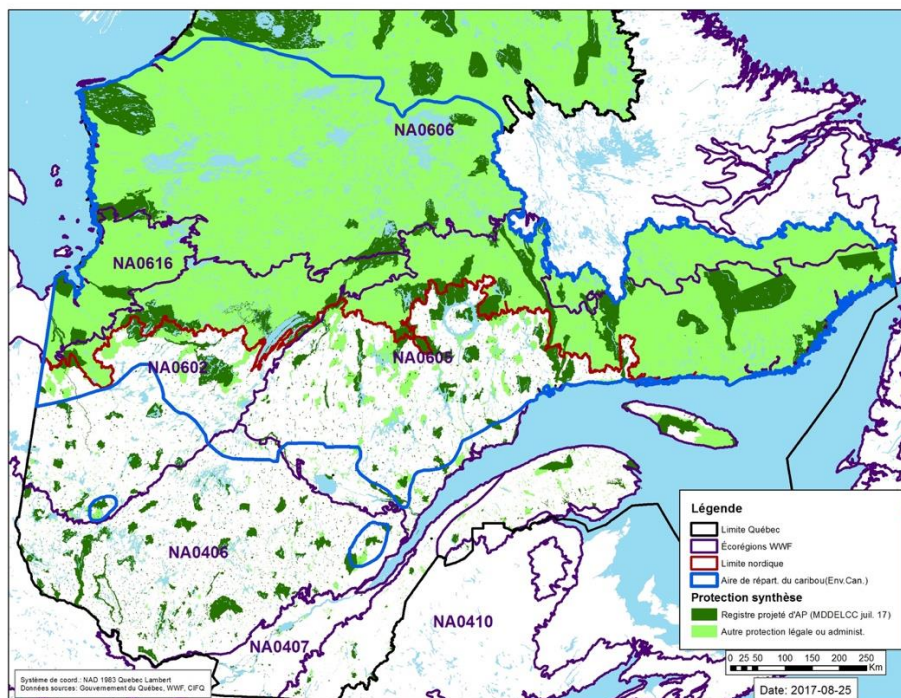 NA0606
NA0616
NA0602
NA0605
NA0406
NA0407
NA0410
Légende
Limite Québec
Écorégions WWF
Limite nordique
Aire de répart. du caribou(Env.Can.)
Protection synthèse
Registre projeté d'AP (MDDELCC juil. 17)
Autre protection légale ou administ.
0 25 50 100 150 200 250
Km
Date: 2017-08-25
Système de coord.: NAD 1983 Quebec Lambert
Données sources: Gouvernement du Québec, WWF, CIFQ